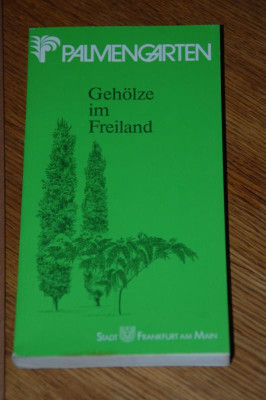 PALMENGARTEN
Gehölze
im
Freiland
STADT FRANKFURT AM MAIN